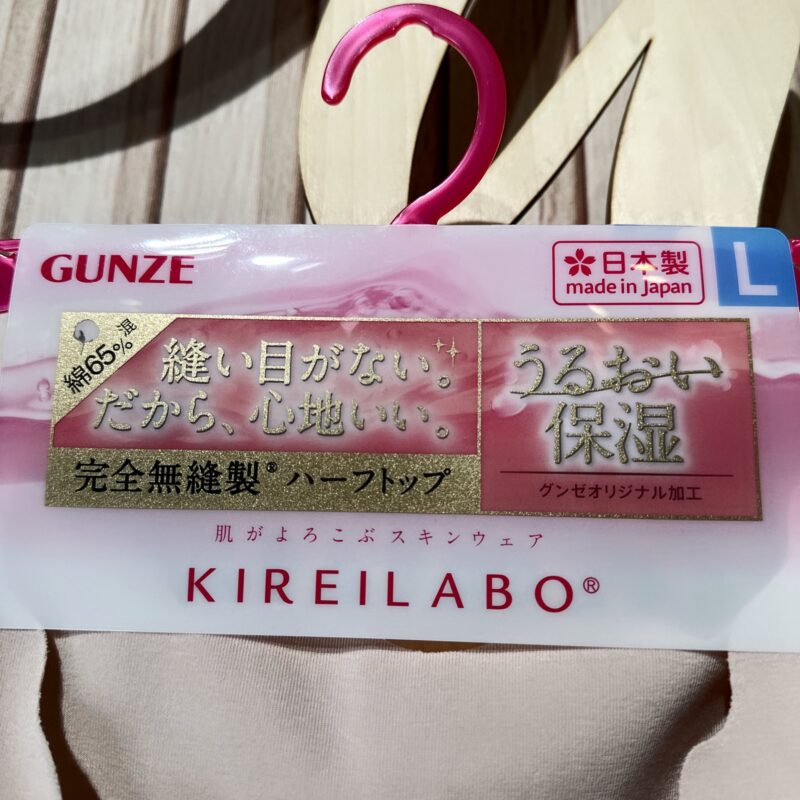 GUNZE
日本製
made in Japan
L
綿65%混
縫い目がない。
だから、心地いい。
完全無縫製® ハーフトップ
うるおい
保湿
グンゼオリジナル加工
肌がよろこぶスキンウェア
KIREILABO®